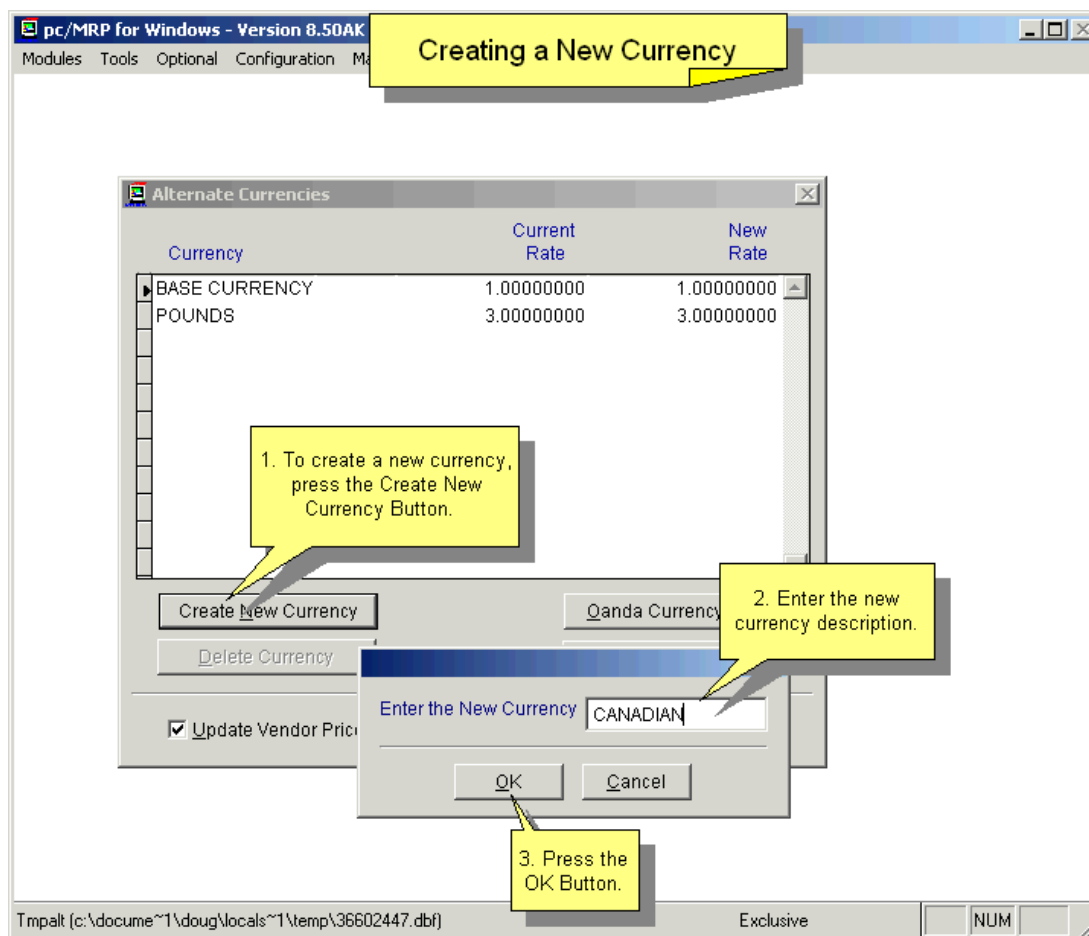 pc/MRP for Windows - Version 8.50AK
Creating a New Currency
Modules Tools Optional Configuration Ma
Alternate Currencies
Currency
Current
Rate
New
Rate
BASE CURRENCY 1.00000000 1.00000000
POUNDS 3.00000000 3.00000000
1. To create a new currency,
press the Create New
Currency Button.
Create New Currency
Oanda Currency
2. Enter the new
currency description.
Delete Currency
Enter the New Currency CANADIAN
Update Vendor Pric
OK Cancel
3. Press the
OK Button.
Tmpalt (c:\docume~1\doug\locals~1\temp\36602447.dbf) Exclusive NUM